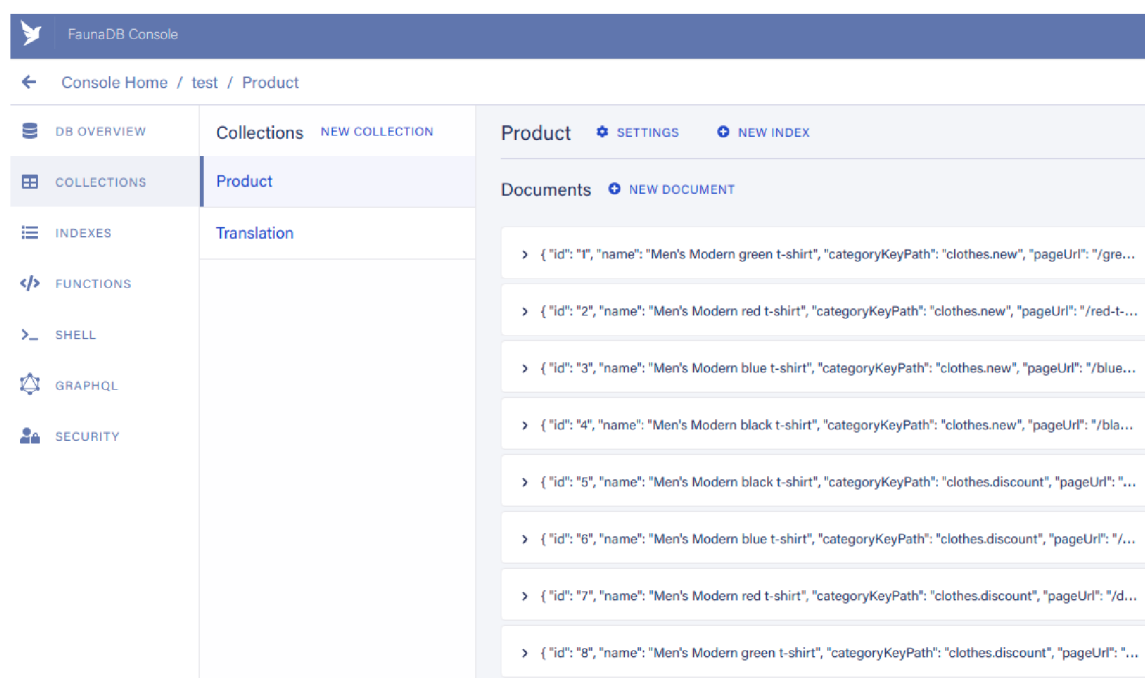 FaunaDB Console
Console Home / test / Product
DB OVERVIEW
COLLECTIONS
INDEXES
FUNCTIONS
SHELL
GRAPHQL
SECURITY
Collections NEW COLLECTION
Product
Translation
Product SETTINGS NEW INDEX
Documents NEW DOCUMENT
{ "id": "1", "name": "Men's Modern green t-shirt", "categoryKeyPath": "clothes.new", "pageUrl": "/gre...
{ "id": "2", "name": "Men's Modern red t-shirt", "categoryKeyPath": "clothes.new", "pageUrl": "/red-t-...
{ "id": "3", "name": "Men's Modern blue t-shirt", "categoryKeyPath": "clothes.new", "pageUrl": "/blue...
{ "id": "4", "name": "Men's Modern black t-shirt", "categoryKeyPath": "clothes.new", "pageUrl": "/bla...
{ "id": "5", "name": "Men's Modern black t-shirt", "categoryKeyPath": "clothes.discount", "pageUrl": "...
{ "id": "6", "name": "Men's Modern blue t-shirt", "categoryKeyPath": "clothes.discount", "pageUrl": "/...
{ "id": "7", "name": "Men's Modern red t-shirt", "categoryKeyPath": "clothes.discount", "pageUrl": "/d...
{ "id": "8", "name": "Men's Modern green t-shirt", "categoryKeyPath": "clothes.discount", "pageUrl": "...